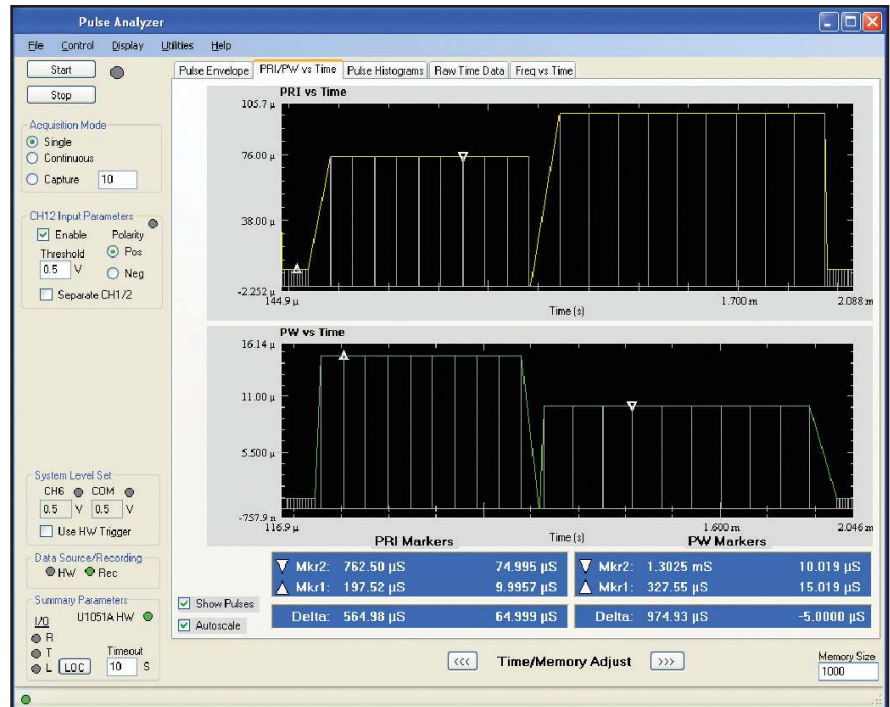 Pulse Analyzer
File Control Display Utilities Help
Start
Stop
Acquisition Mode
Single
Continuous
Capture 10
CH12 Input Parameters
Enable Polarity
Threshold Pos
0.5 V Neg
Separate CH1/2
System Level Set
CH6 COM
0.5 V 0.5 V
Use HW Trigger
Data Source/Recording
HW Rec
Summary Parameters
I/O U1051A HW
R
T Timeout
L LOC 10 S
Pulse Envelope PRI/PW vs Time Pulse Histograms Raw Time Data Freq vs Time
PRI vs Time
105.7 µ
76.00 µ
38.00 µ
-2.252 µ
144.9 µ 1.700 m 2.088 m
Time (s)
PW vs Time
16.14 µ
11.00 µ
5.500 µ
-757.9 n
116.9 µ 1.600 m 2.046 m
Time (s)
PRI Markers PW Markers
Mkr2: 762.50 µS 74.995 µS Mkr2: 1.3025 mS 10.019 µS
Mkr1: 197.52 µS 9.9957 µS Mkr1: 327.55 µS 15.019 µS
Delta: 564.98 µS 64.999 µS Delta: 974.93 µS -5.0000 µS
Show Pulses
Autoscale
<<< Time/Memory Adjust >>>
Memory Size
1000